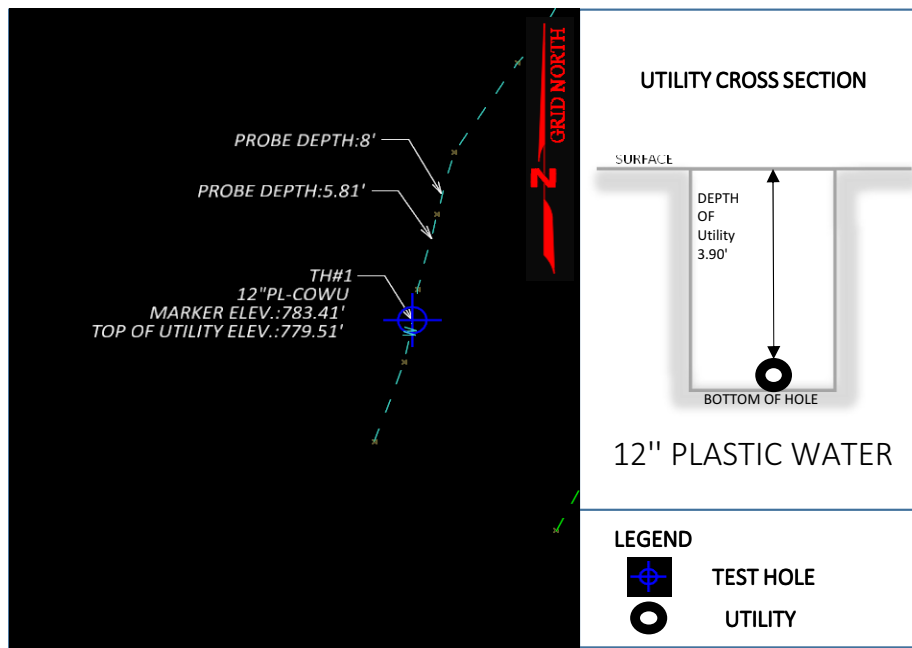 GRID NORTH
N
PROBE DEPTH:8'
PROBE DEPTH:5.81'
TH#1
12"PL-COWU
MARKER ELEV.:783.41'
TOP OF UTILITY ELEV.:779.51'
W
UTILITY CROSS SECTION
SURFACE
DEPTH
OF
Utility
3.90'
BOTTOM OF HOLE
12" PLASTIC WATER
LEGEND
TEST HOLE
UTILITY